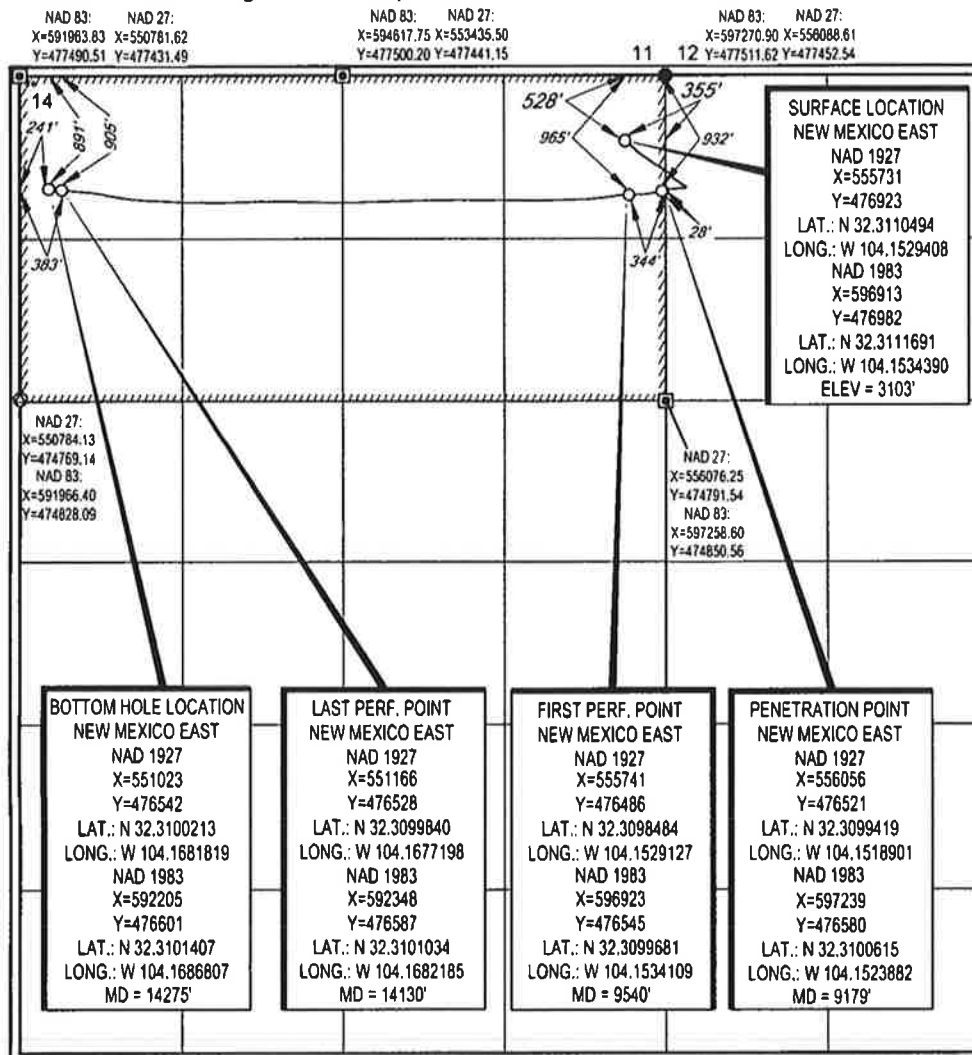 NAD 83: NAD 27:
X=591963.83 X=550781.62
Y=477490.51 Y=477431.49
NAD 83: NAD 27:
X=594617.75 X=553435.50
Y=477500.20 Y=477441.15
NAD 83: NAD 27:
X=597270.90 X=556088.61
Y=477511.62 Y=477452.54
11 12
14
241'
891'
905'
383'
528'
355'
965'
932'
344'
28'
SURFACE LOCATION
NEW MEXICO EAST
NAD 1927
X=555731
Y=476923
LAT.: N 32.3110494
LONG.: W 104.1529408
NAD 1983
X=596913
Y=476982
LAT.: N 32.3111691
LONG.: W 104.1534390
ELEV = 3103'
NAD 27:
X=550784.13
Y=474769.14
NAD 83:
X=591966.40
Y=474828.09
NAD 27:
X=556076.25
Y=474791.54
NAD 83:
X=597258.60
Y=474850.56
BOTTOM HOLE LOCATION
NEW MEXICO EAST
NAD 1927
X=551023
Y=476542
LAT.: N 32.3100213
LONG.: W 104.1681819
NAD 1983
X=592205
Y=476601
LAT.: N 32.3101407
LONG.: W 104.1686807
MD = 14275'
LAST PERF. POINT
NEW MEXICO EAST
NAD 1927
X=551166
Y=476528
LAT.: N 32.3099840
LONG.: W 104.1677198
NAD 1983
X=592348
Y=476587
LAT.: N 32.3101034
LONG.: W 104.1682185
MD = 14130'
FIRST PERF. POINT
NEW MEXICO EAST
NAD 1927
X=555741
Y=476486
LAT.: N 32.3098484
LONG.: W 104.1529127
NAD 1983
X=596923
Y=476545
LAT.: N 32.3099681
LONG.: W 104.1534109
MD = 9540'
PENETRATION POINT
NEW MEXICO EAST
NAD 1927
X=556056
Y=476521
LAT.: N 32.3099419
LONG.: W 104.1518901
NAD 1983
X=597239
Y=476580
LAT.: N 32.3100615
LONG.: W 104.1523882
MD = 9179'